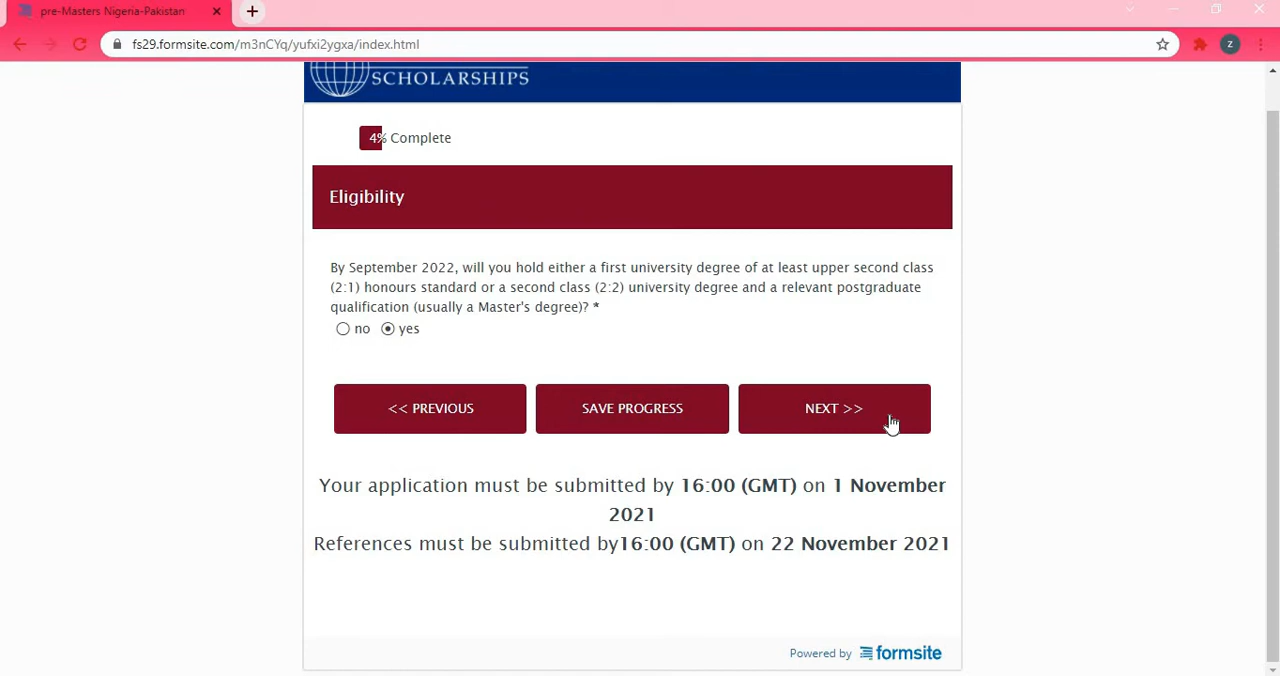 pre-Masters Nigeria-Pakistan
fs29.formsite.com/m3nCYq/yufxi2ygxa/index.html
Z
SCHOLARSHIPS
4% Complete
Eligibility
By September 2022, will you hold either a first university degree of at least upper second class
(2:1) honours standard or a second class (2:2) university degree and a relevant postgraduate
qualification (usually a Master's degree)? *
no yes
<< PREVIOUS SAVE PROGRESS NEXT >>
Your application must be submitted by 16:00 (GMT) on 1 November
2021
References must be submitted by16:00 (GMT) on 22 November 2021
Powered by formsite